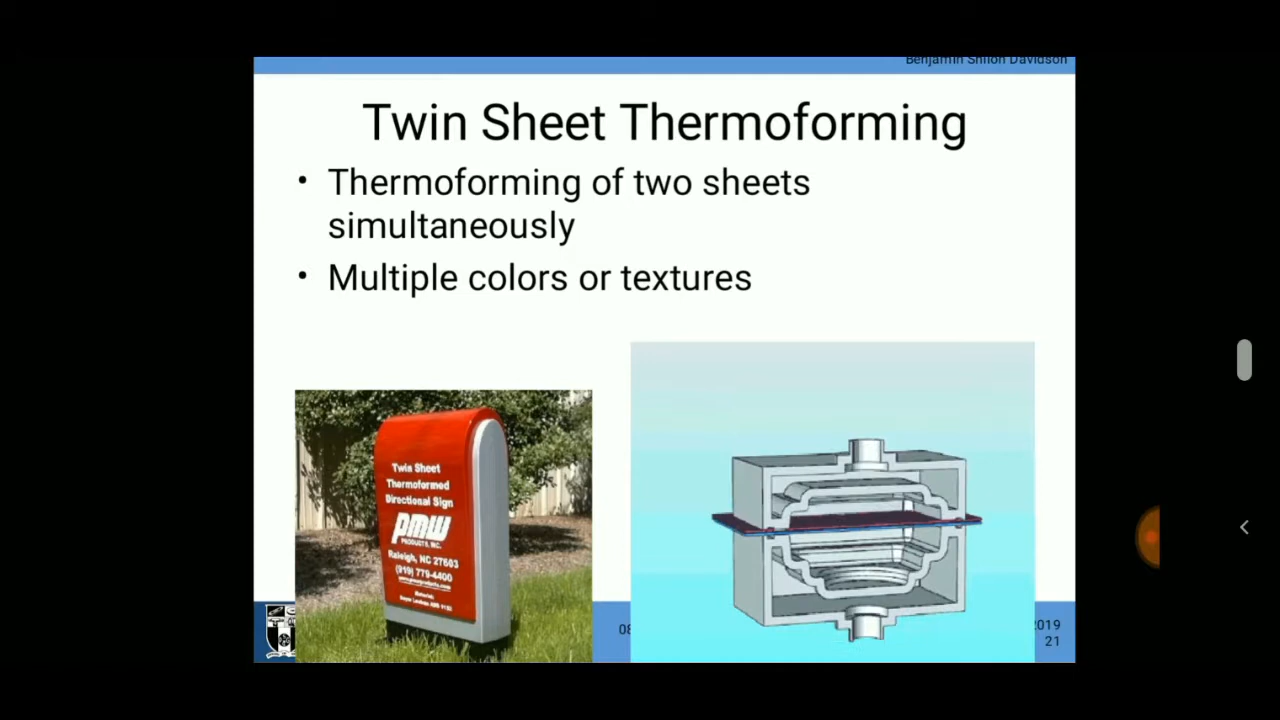 Benjamin Shilon Davidson
Twin Sheet Thermoforming
• Thermoforming of two sheets
simultaneously
• Multiple colors or textures
Twin Sheet
Thermoformed
Directional Sign
pmw
PRODUCTS, INC.
Raleigh, NC 27603
(919) 779-4400
08
2019
21